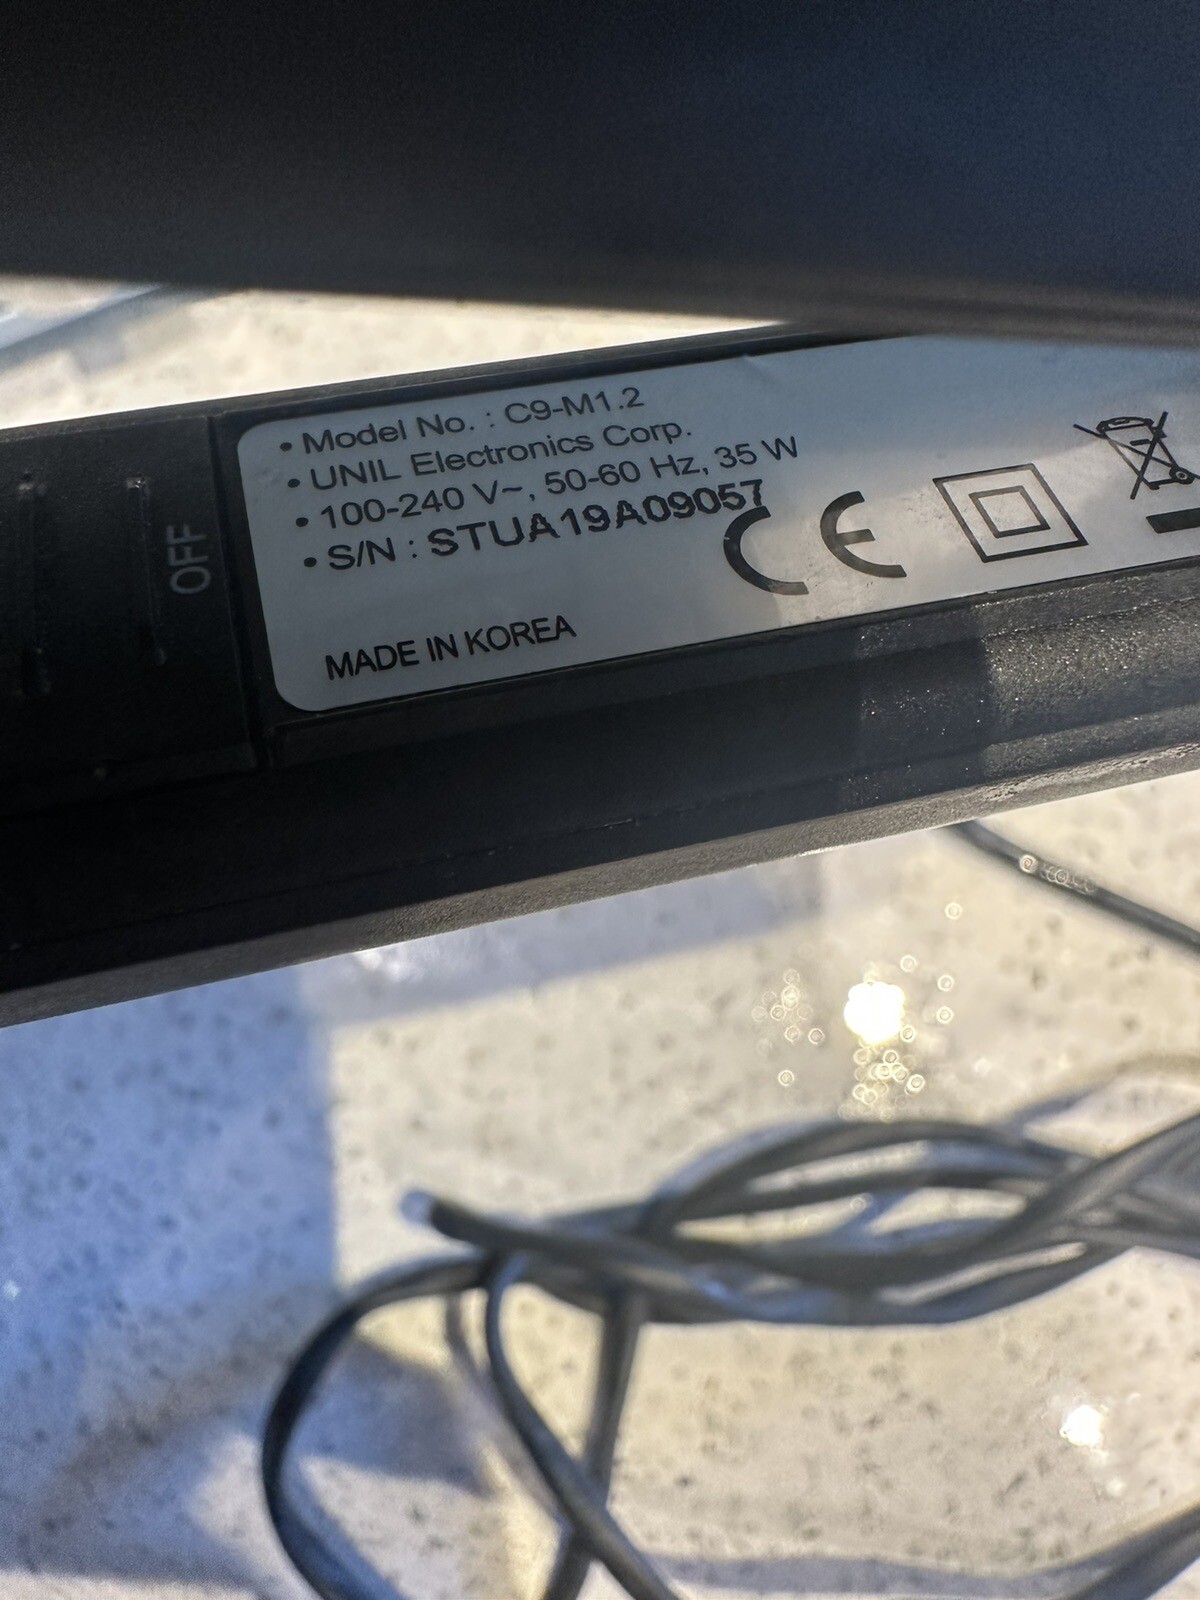 • Model No. : C9-M1.2
• UNIL Electronics Corp.
• 100-240 V~, 50-60 Hz, 35 W
• S/N : STUA19A09057
CE
MADE IN KOREA
OFF